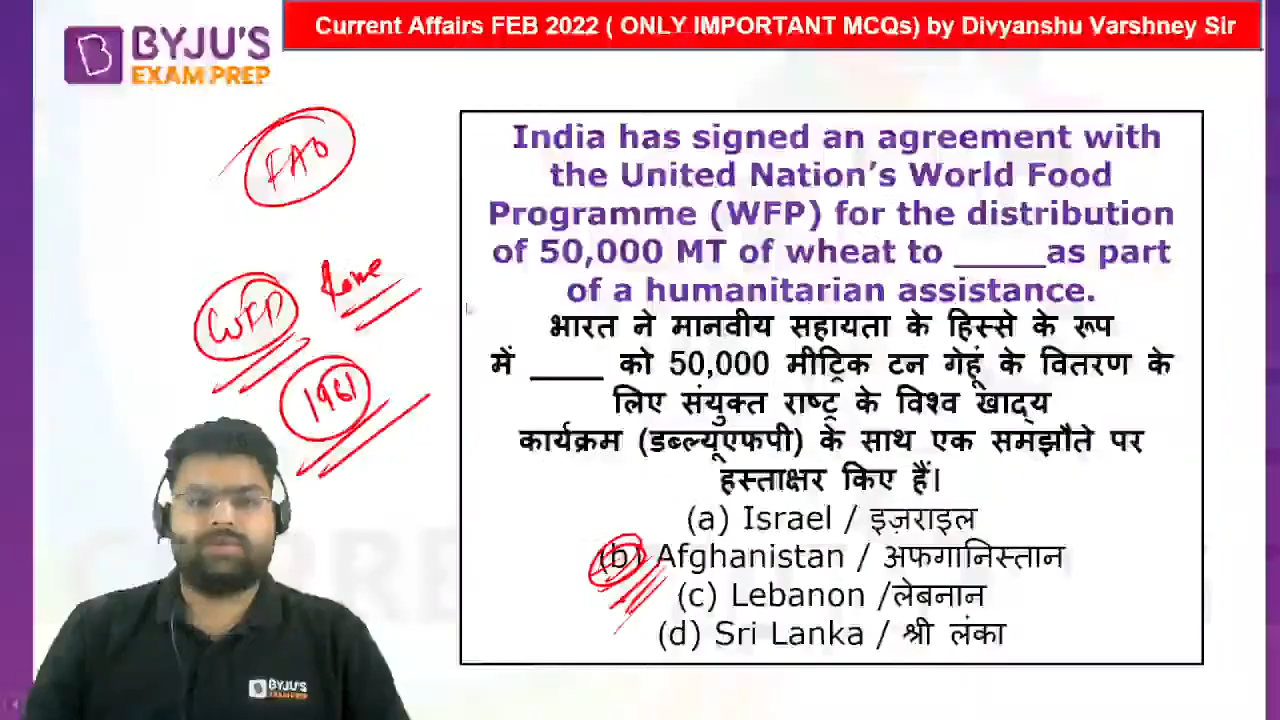 Current Affairs FEB 2022 ( ONLY IMPORTANT MCQs) by Divyanshu Varshney Sir
BYJU'S
EXAM PREP
FAO
WFP
Rome
1961
India has signed an agreement with
the United Nation's World Food
Programme (WFP) for the distribution
of 50,000 MT of wheat to _____as part
of a humanitarian assistance.
भारत ने मानवीय सहायता के हिस्से के रूप
में _____ को 50,000 मीट्रिक टन गेहूं के वितरण के
लिए संयुक्त राष्ट्र के विश्व खाद्य
कार्यक्रम (डब्ल्यूएफपी) के साथ एक समझौते पर
हस्ताक्षर किए हैं।
(a) Israel / इज़राइल
(b) Afghanistan / अफगानिस्तान
(c) Lebanon /लेबनान
(d) Sri Lanka / श्री लंका
BYJU'S
EXAM PREP